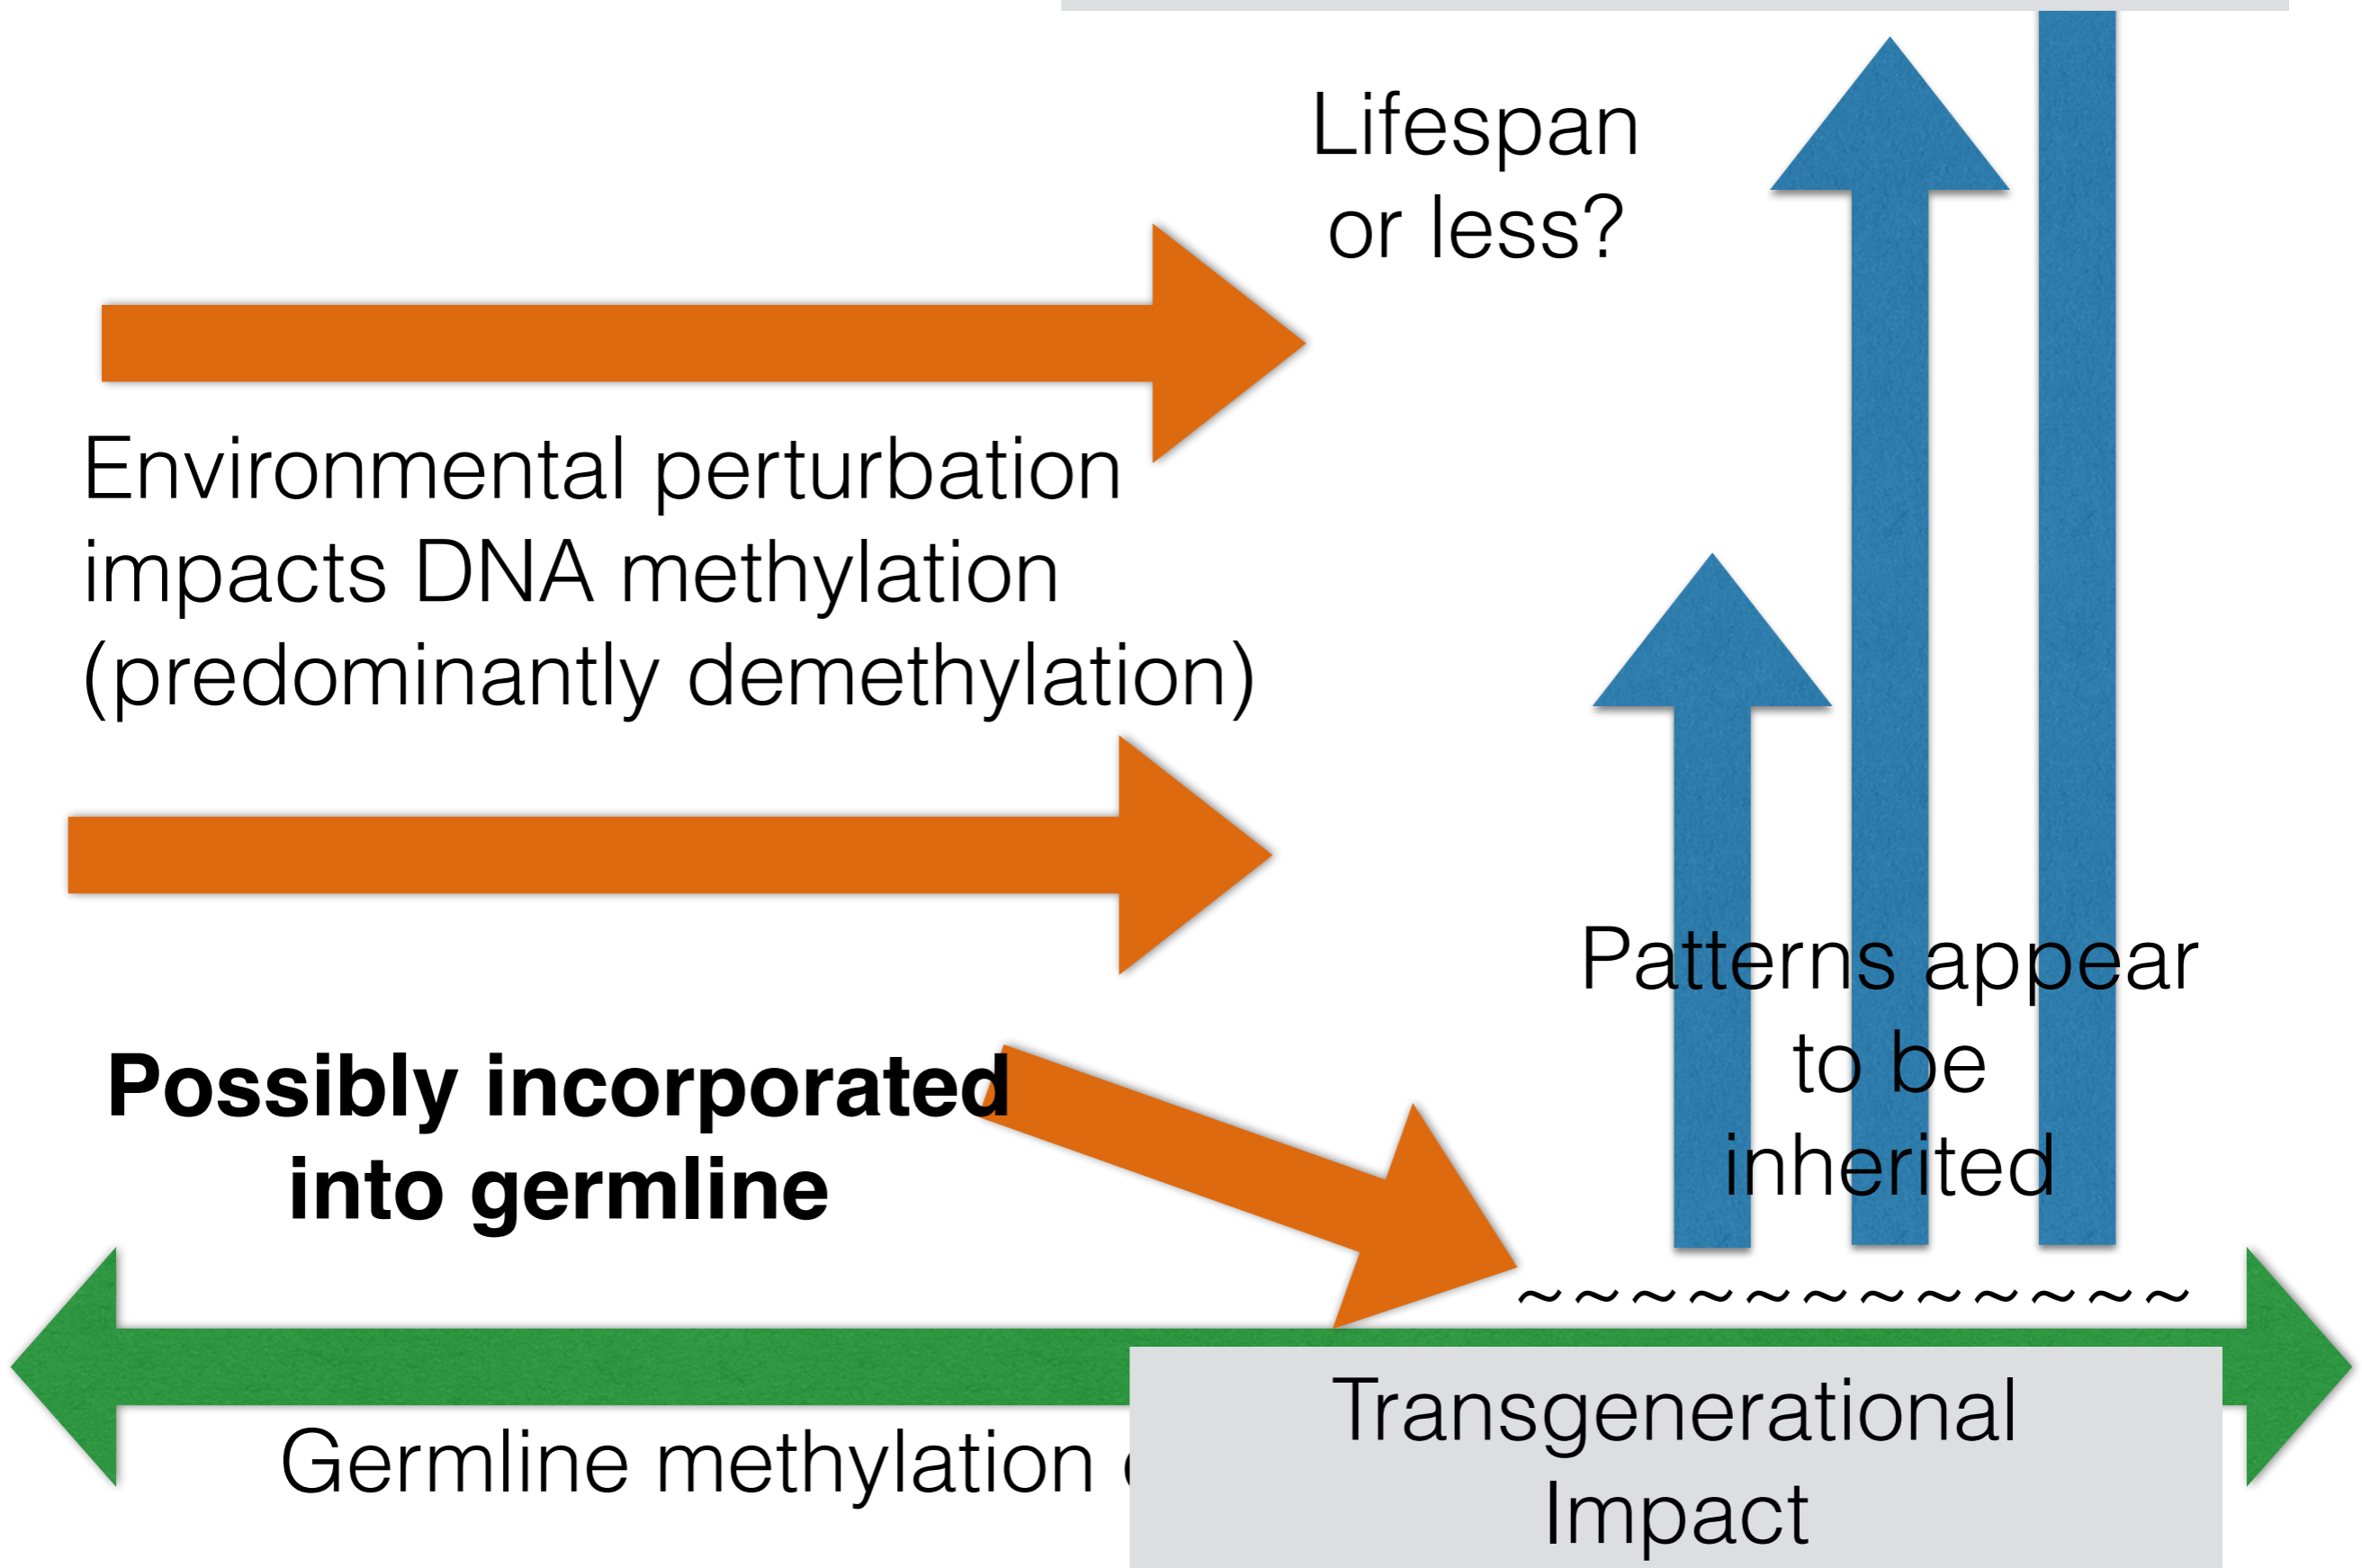 Lifespan
or less?
Environmental perturbation
impacts DNA methylation
(predominantly demethylation)
Patterns appear
to be
inherited
Possibly incorporated
into germline
~~~~~~~~~~~~
Germline methylation
Transgenerational
Impact